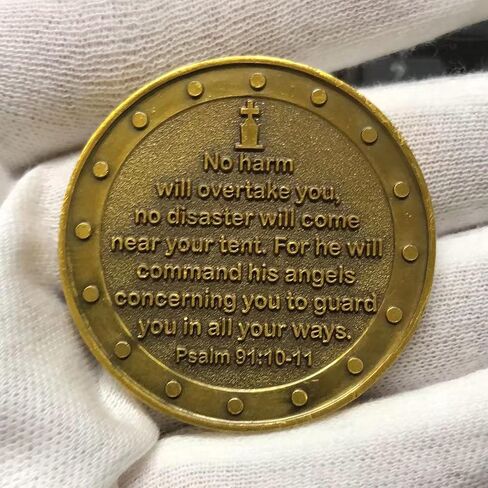 No harm
will overtake you,
no disaster will come
near your tent. For he will
command his angels
concerning you to guard
you in all your ways.
Psalm 91:10-11